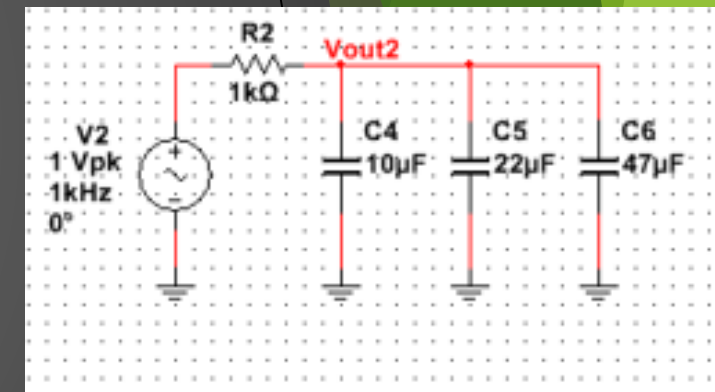 R2
Vout2
1kΩ
V2
1 Vpk
1kHz
0°
C4
10µF
C5
22µF
C6
47µF